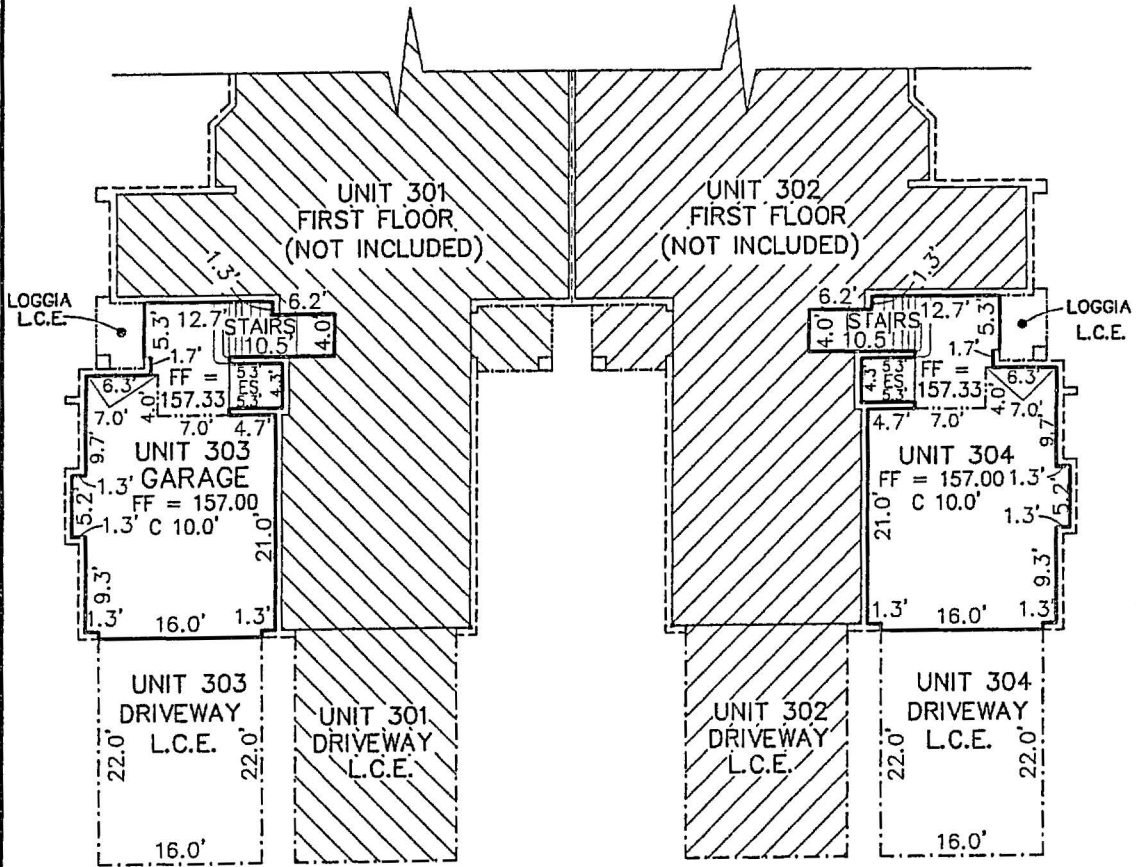 UNIT 301
FIRST FLOOR
(NOT INCLUDED)
UNIT 302
FIRST FLOOR
(NOT INCLUDED)
LOGGIA
L.C.E.
1.3'
6.2'
5.3'
12.7'
STAIRS
10.5'
4.0'
1.7'
FF =
157.33
5.3'
ES
5.3'
4.3'
6.3'
7.0'
4.0'
7.0'
4.7'
9.7'
UNIT 303
GARAGE
FF = 157.00
C 10.0'
1.3'
5.2'
1.3'
21.0'
9.3'
1.3'
16.0'
1.3'
UNIT 303
DRIVEWAY
L.C.E.
22.0'
22.0'
16.0'
UNIT 301
DRIVEWAY
L.C.E.
1.3'
6.2'
12.7'
5.3'
4.0'
STAIRS
10.5'
1.7'
LOGGIA
L.C.E.
4.3'
5.3'
ES
5.3'
FF =
157.33
4.0'
6.3'
7.0'
4.7'
7.0'
9.7'
UNIT 304
FF = 157.00
C 10.0'
1.3'
5.2'
1.3'
21.0'
9.3'
1.3'
16.0'
1.3'
UNIT 302
DRIVEWAY
L.C.E.
UNIT 304
DRIVEWAY
L.C.E.
22.0'
22.0'
16.0'